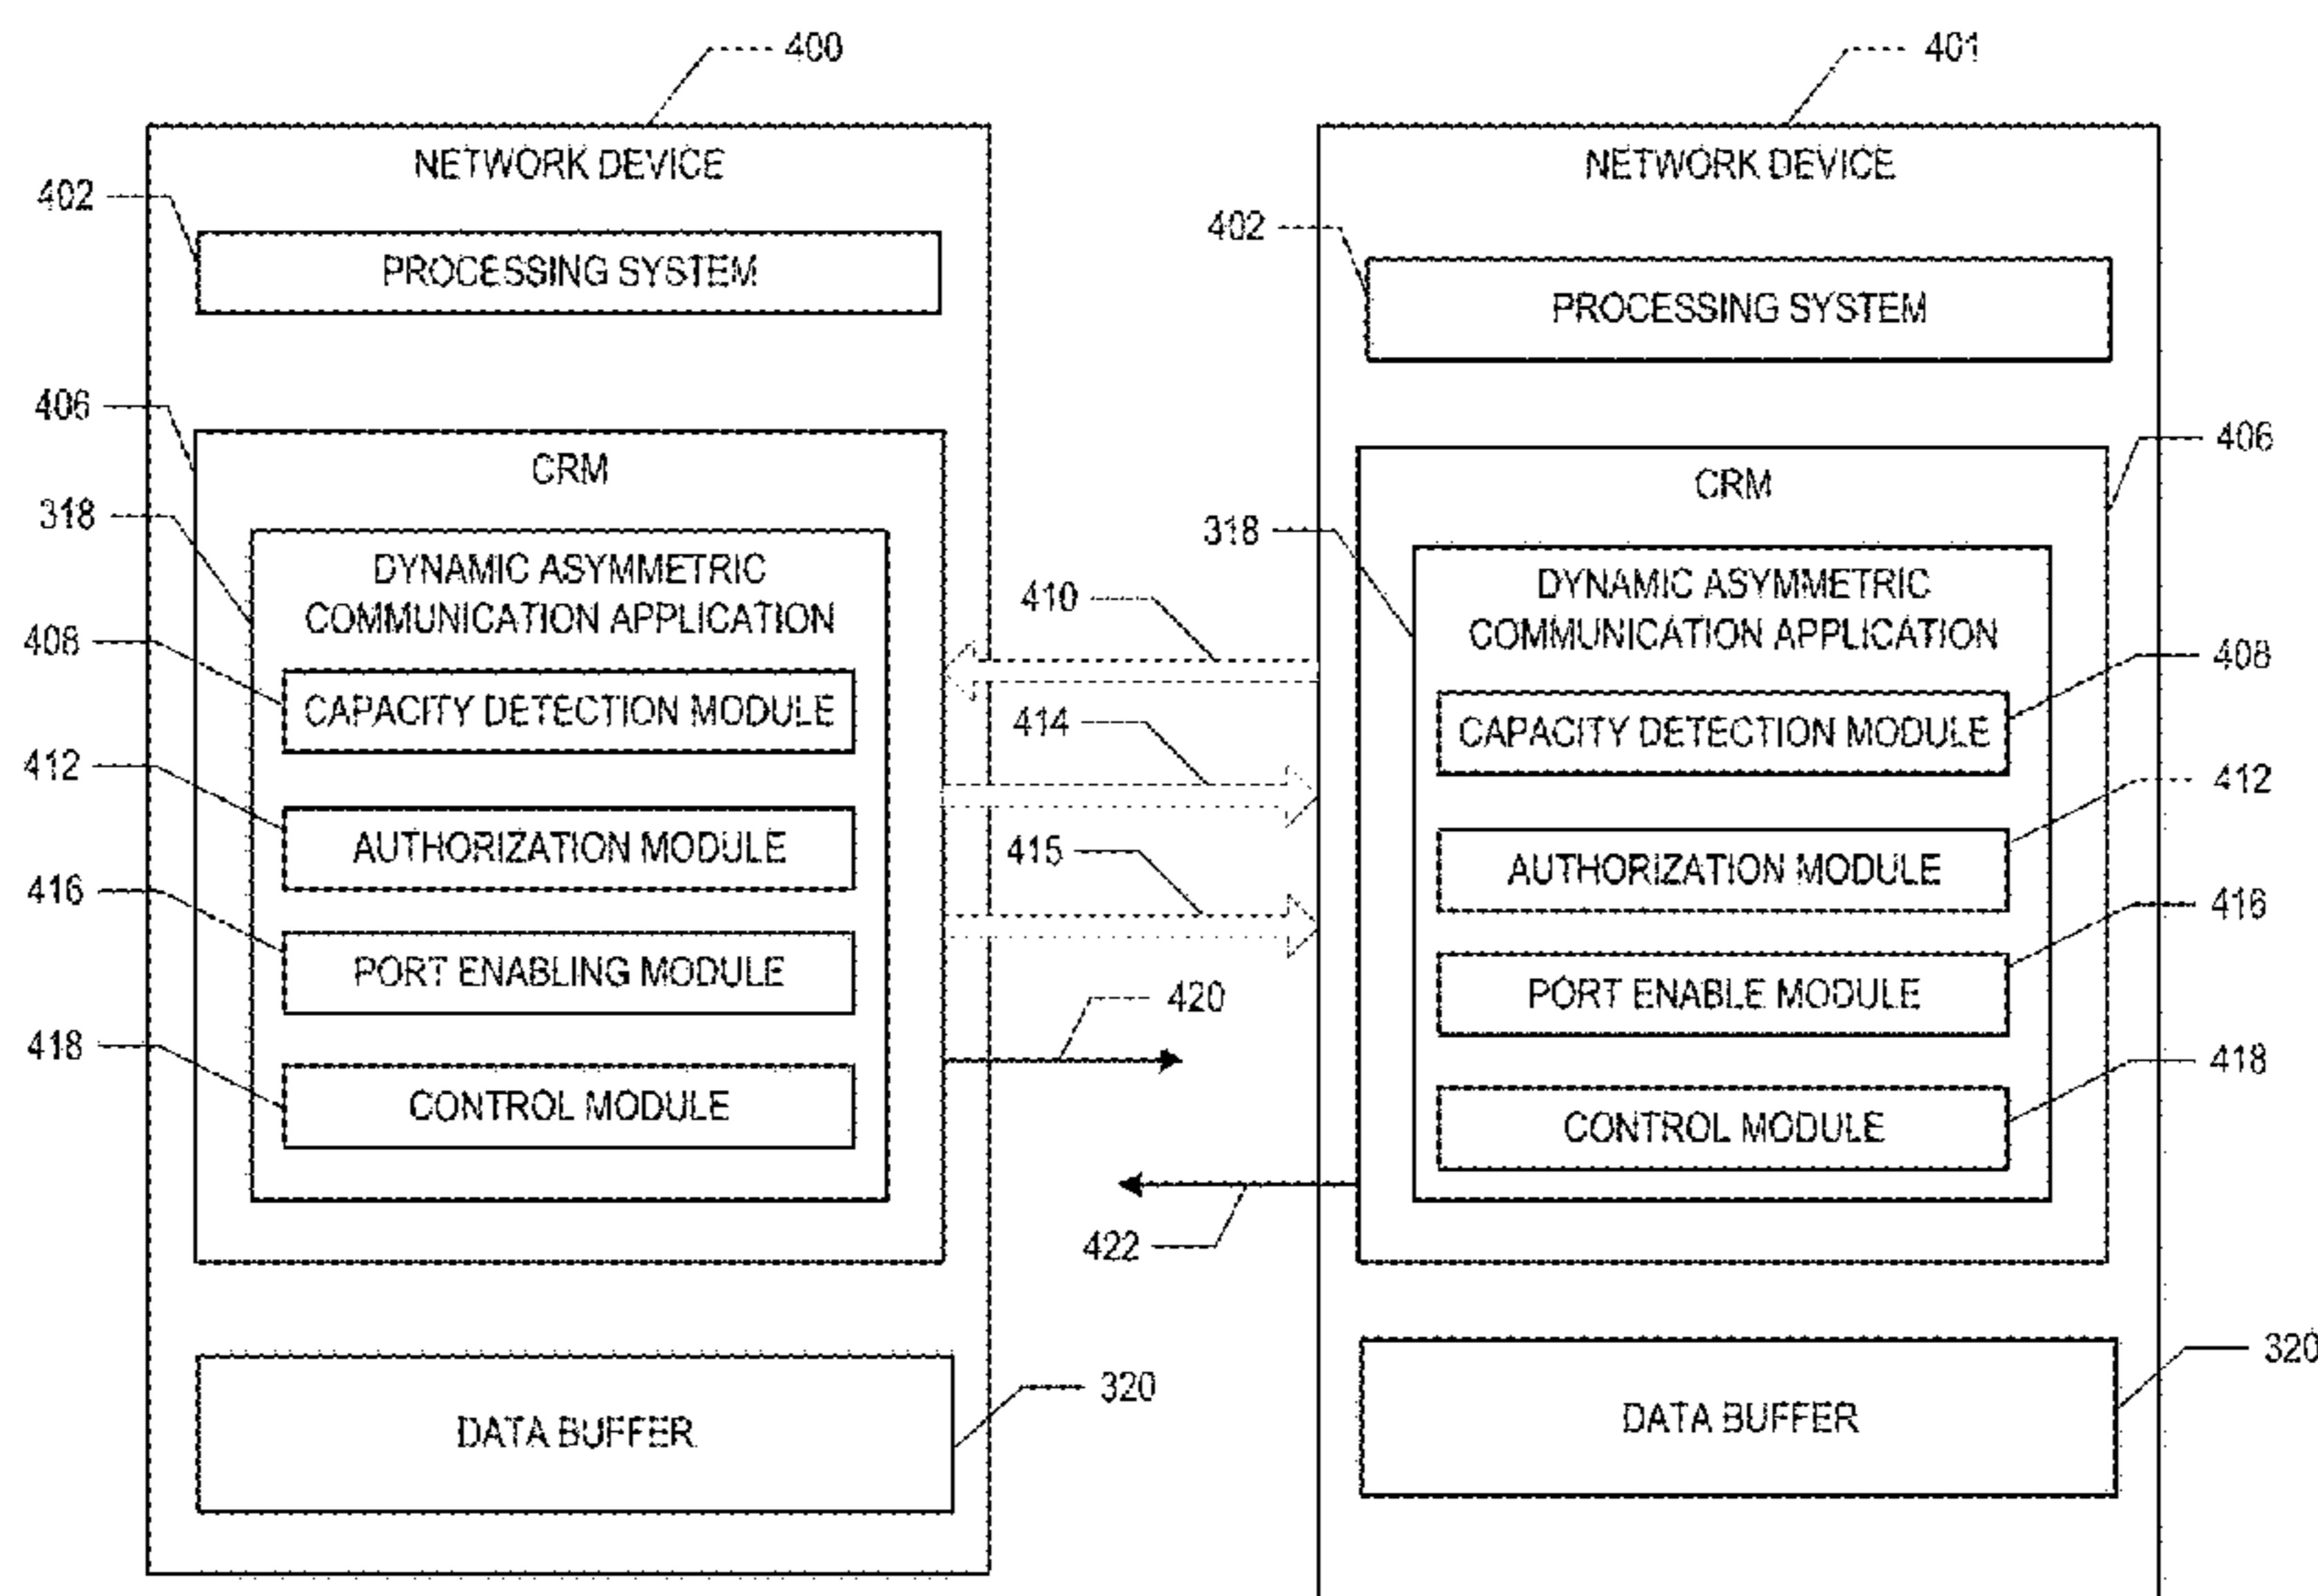 400
NETWORK DEVICE
402
PROCESSING SYSTEM
406
CRM
318
DYNAMIC ASYMMETRIC
COMMUNICATION APPLICATION
408
CAPACITY DETECTION MODULE
412
AUTHORIZATION MODULE
416
PORT ENABLING MODULE
418
CONTROL MODULE
DATA BUFFER
320
410
414
415
420
422
401
NETWORK DEVICE
402
PROCESSING SYSTEM
406
CRM
318
DYNAMIC ASYMMETRIC
COMMUNICATION APPLICATION
408
CAPACITY DETECTION MODULE
412
AUTHORIZATION MODULE
416
PORT ENABLE MODULE
418
CONTROL MODULE
320
DATA BUFFER